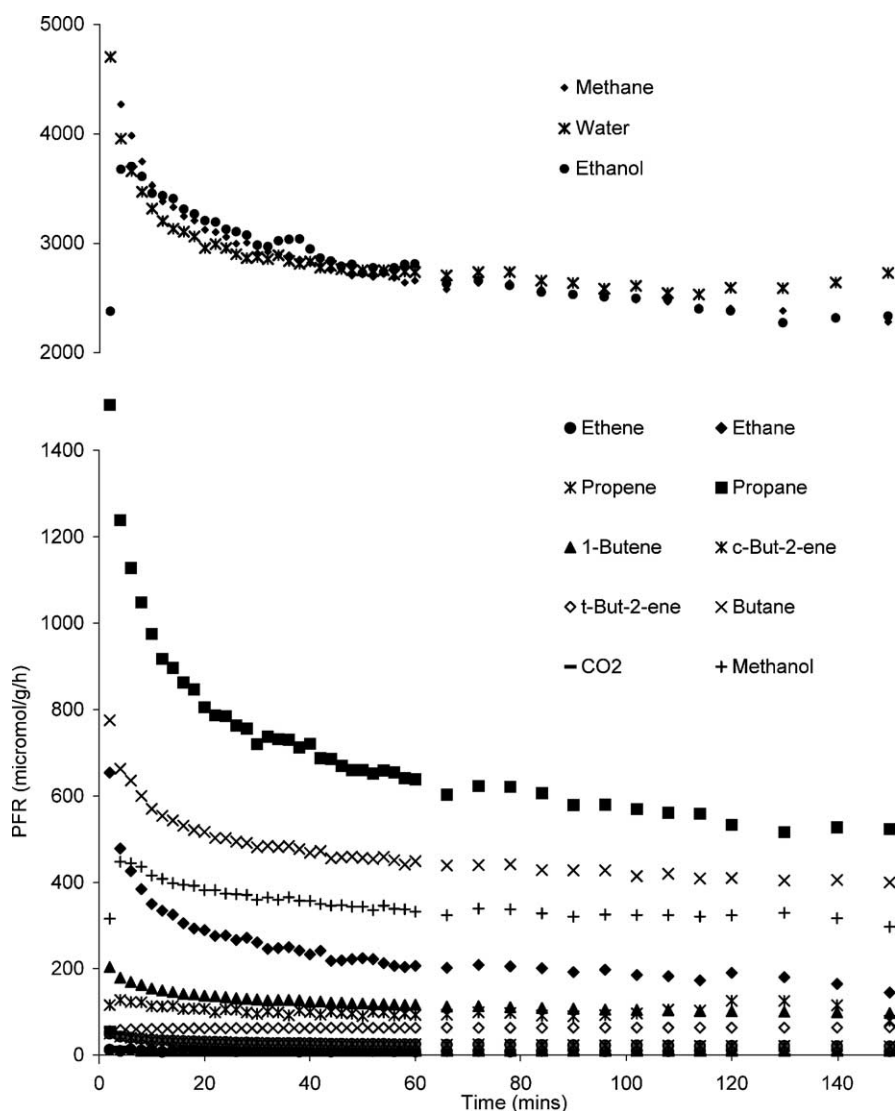 5000
4000
3000
2000
Methane
Water
Ethanol
1400
1200
1000
800
600
400
200
0
PFR (micromol/g/h)
Ethene Ethane
Propene Propane
1-Butene c-But-2-ene
t-But-2-ene Butane
CO2 Methanol
0 20 40 60 80 100 120 140
Time (mins)